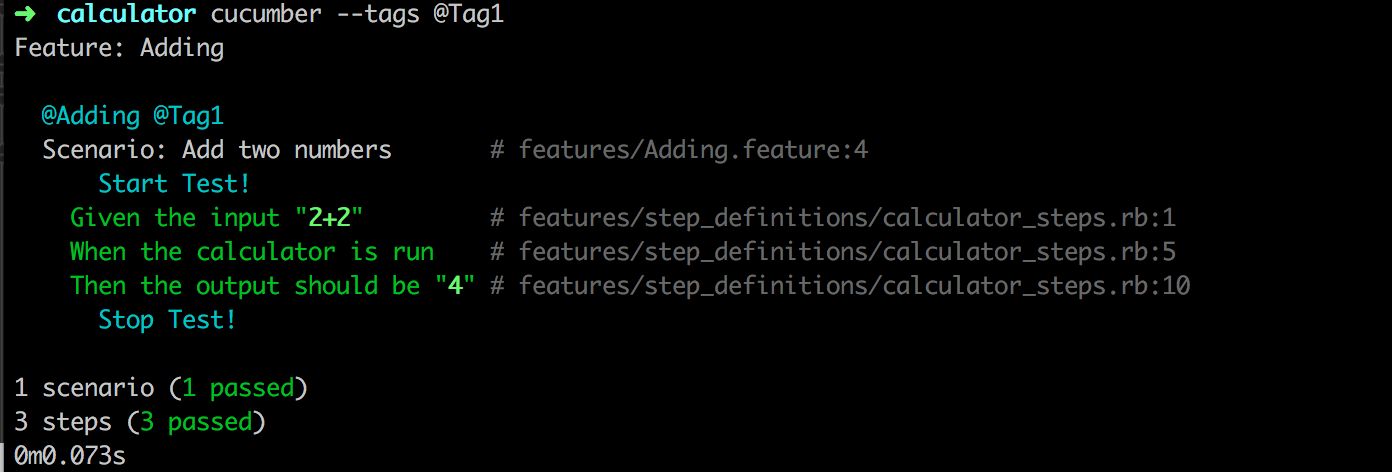 ➜ calculator cucumber --tags @Tag1
Feature: Adding
@Adding @Tag1
Scenario: Add two numbers # features/Adding.feature:4
Start Test!
Given the input "2+2" # features/step_definitions/calculator_steps.rb:1
When the calculator is run # features/step_definitions/calculator_steps.rb:5
Then the output should be "4" # features/step_definitions/calculator_steps.rb:10
Stop Test!
1 scenario (1 passed)
3 steps (3 passed)
0m0.073s